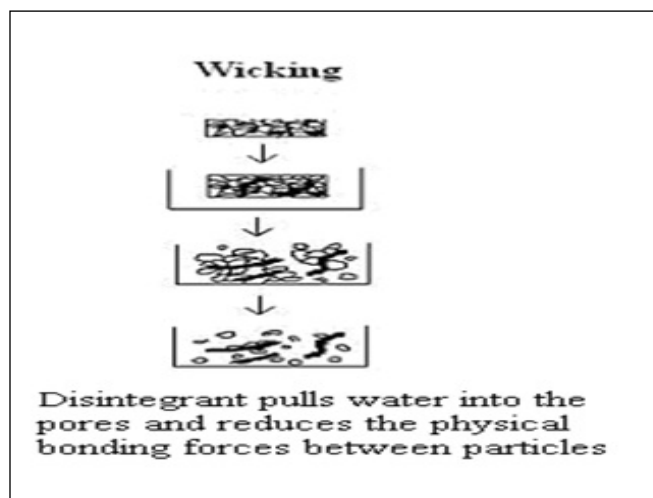 Wicking
Disintegrant pulls water into the
pores and reduces the physical
bonding forces between particles